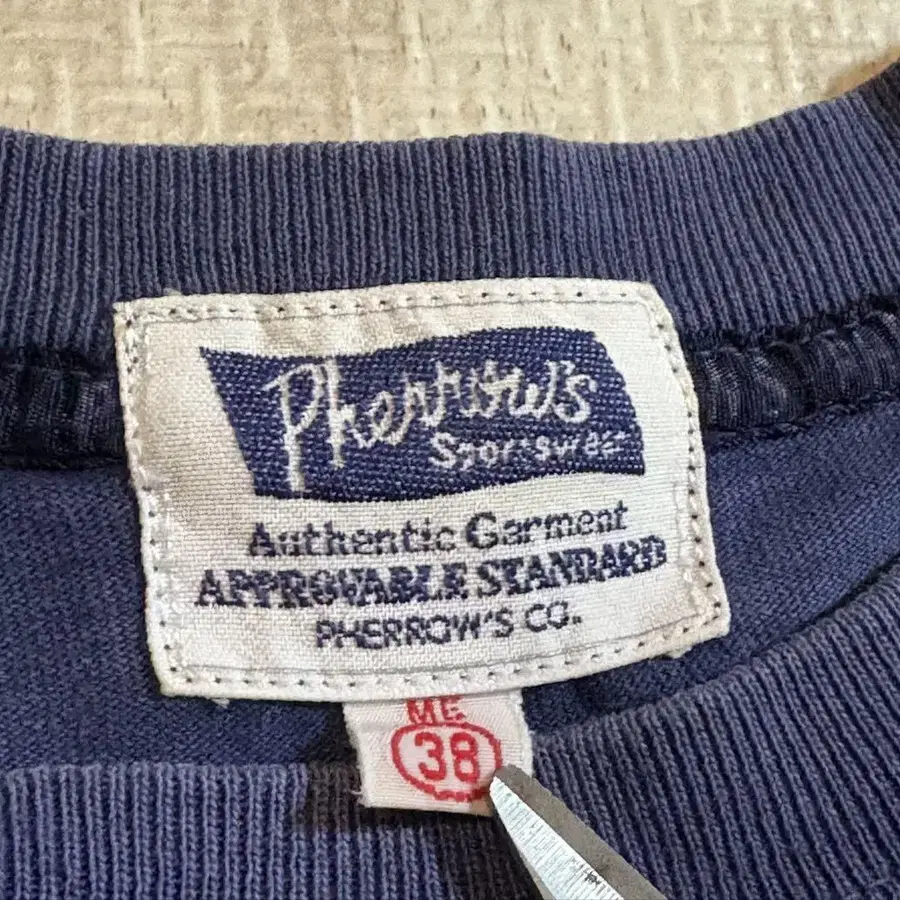 Pherrow's
Sportswear
Authentic Garment
APPROVABLE STANDARD
PHERROW'S CO.
ME
38